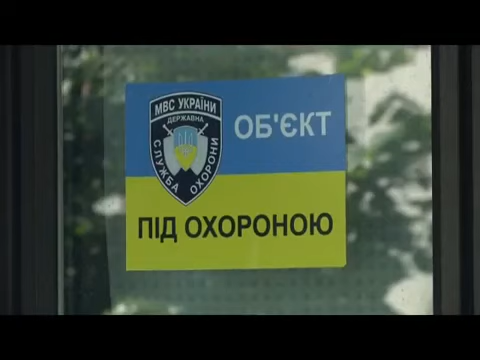 МВС УКРАЇНИ
ДЕРЖАВНА
СЛУЖБА ОХОРОНИ
ОБ'ЄКТ
ПІД ОХОРОНОЮ